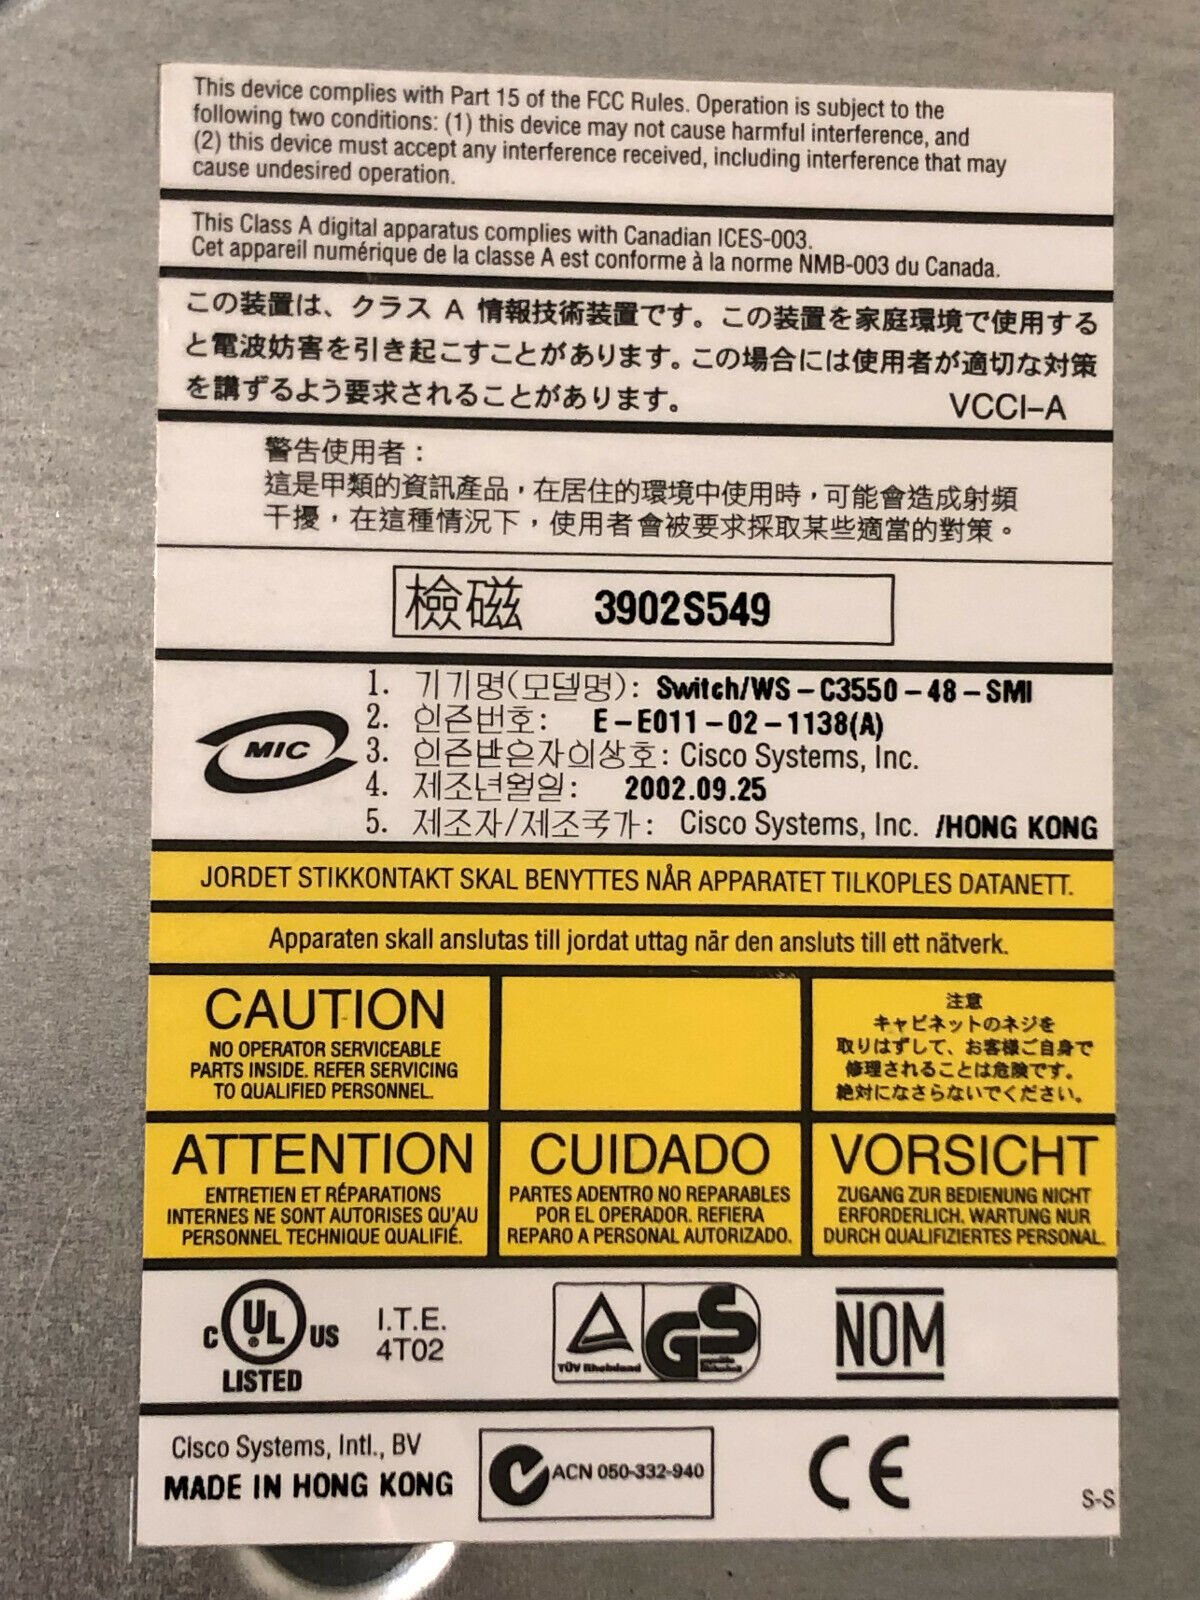 This device complies with Part 15 of the FCC Rules. Operation is subject to the
following two conditions: (1) this device may not cause harmful interference, and
(2) this device must accept any interference received, including interference that may
cause undesired operation.
This Class A digital apparatus complies with Canadian ICES-003.
Cet appareil numérique de la classe A est conforme à la norme NMB-003 du Canada.
この装置は、クラス A 情報技術装置です。この装置を家庭環境で使用する
と電波妨害を引き起こすことがあります。この場合には使用者が適切な対策
を講ずるよう要求されることがあります。 VCCI-A
警告使用者：
這是甲類的資訊產品，在居住的環境中使用時，可能會造成射頻
干擾，在這種情況下，使用者會被要求採取某些適當的對策。
檢磁 3902S549
MIC
1. 기기명(모델명): Switch/WS-C3550-48-SMI
2. 인증번호: E-E011-02-1138(A)
3. 인증받은자의상호: Cisco Systems, Inc.
4. 제조년월일: 2002.09.25
5. 제조자/제조국가: Cisco Systems, Inc. /HONG KONG
JORDET STIKKONTAKT SKAL BENYTTES NÅR APPARATET TILKOPLES DATANETT.
Apparaten skall anslutas till jordat uttag när den ansluts till ett nätverk.
CAUTION
NO OPERATOR SERVICEABLE
PARTS INSIDE. REFER SERVICING
TO QUALIFIED PERSONNEL.
注意
キャビネットのネジを
取りはずして、お客様ご自身で
修理されることは危険です。
絶対になさらないでください。
ATTENTION
ENTRETIEN ET RÉPARATIONS
INTERNES NE SONT AUTORISES QU'AU
PERSONNEL TECHNIQUE QUALIFIÉ.
CUIDADO
PARTES ADENTRO NO REPARABLES
POR EL OPERADOR. REFIERA
REPARO A PERSONAL AUTORIZADO.
VORSICHT
ZUGANG ZUR BEDIENUNG NICHT
ERFORDERLICH. WARTUNG NUR
DURCH QUALIFIZIERTES PERSONAL.
C UL US
LISTED
I.T.E.
4T02
TÜV Rheinland
GS
NOM
Cisco Systems, Intl., BV
MADE IN HONG KONG
ACN 050-332-940
CE
S-S